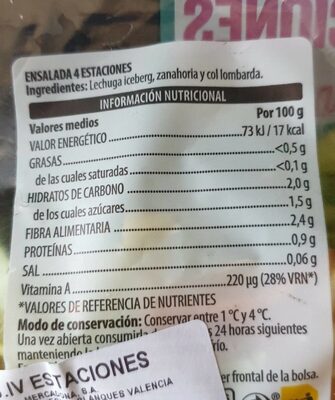 CIONES
ENSALADA 4 ESTACIONES
Ingredientes: Lechuga iceberg, zanahoria y col lombarda.
INFORMACIÓN NUTRICIONAL
Valores medios Por 100 g
VALOR ENERGÉTICO 73 kJ / 17 kcal
GRASAS <0,5 g
de las cuales saturadas <0,1 g
HIDRATOS DE CARBONO 2,0 g
de los cuales azúcares 1,5 g
FIBRA ALIMENTARIA 2,4 g
PROTEÍNAS 0,9 g
SAL 0,06 g
Vitamina A 220 µg (28% VRN*)
*VALORES DE REFERENCIA DE NUTRIENTES
Modo de conservación: Conservar entre 1 °C y 4 °C.
Una vez abierta consumir 24 horas siguientes
manteniendo frío.
.IV ESTACIONES
MERCADONA, S.A.
BLANQUES VALENCIA
er frontal de la bolsa.